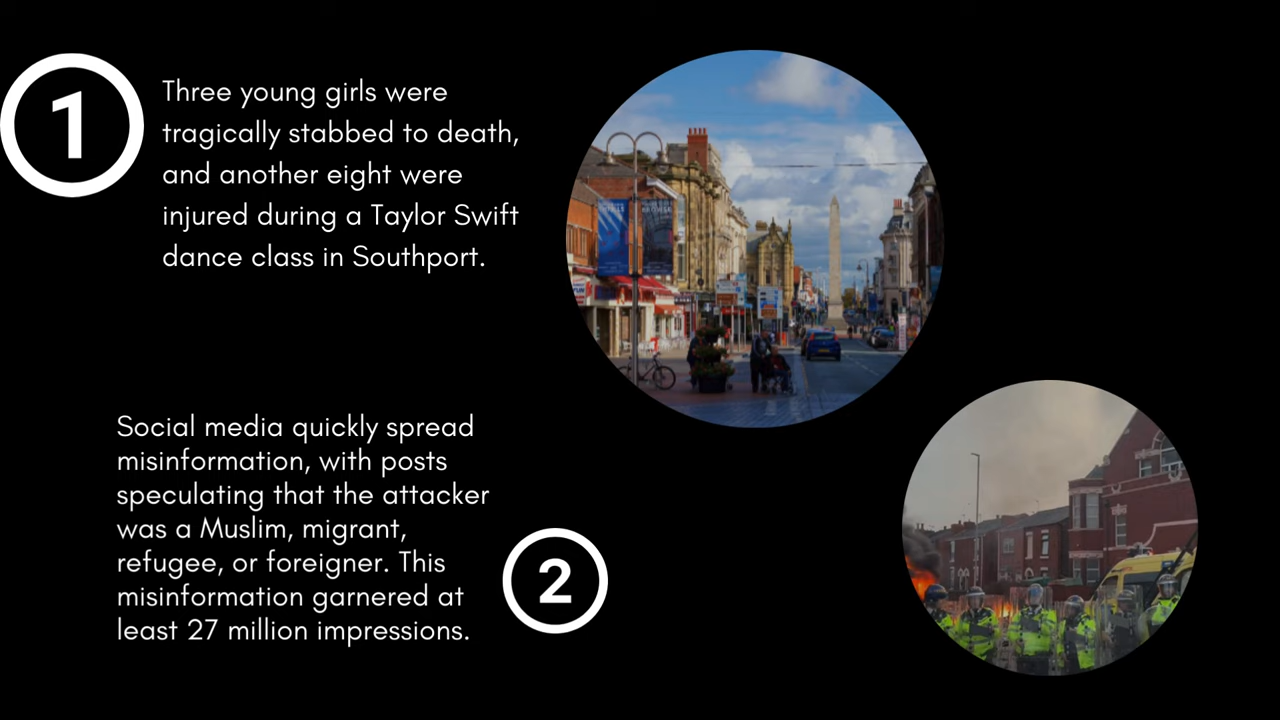 1
Three young girls were
tragically stabbed to death,
and another eight were
injured during a Taylor Swift
dance class in Southport.
Social media quickly spread
misinformation, with posts
speculating that the attacker
was a Muslim, migrant,
refugee, or foreigner. This
misinformation garnered at
least 27 million impressions.
2